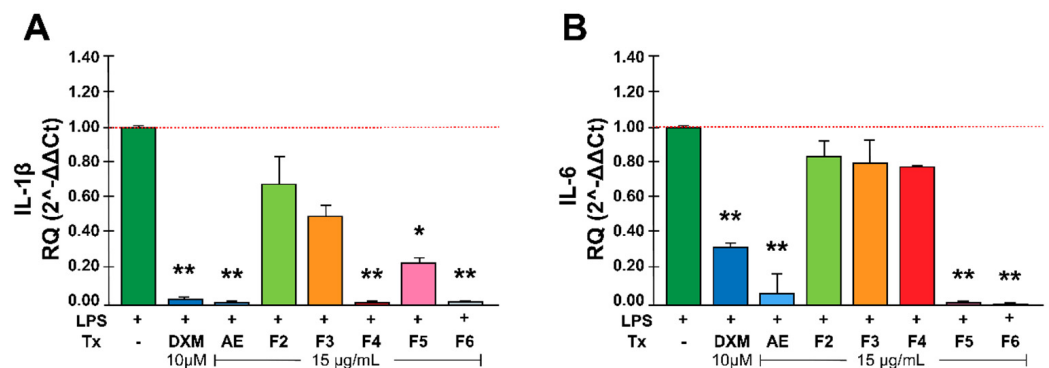 A
IL-1β
RQ (2^-ΔΔCt)
1.40
1.20
1.00
0.80
0.60
0.40
0.20
0.00
** ** ** * **
LPS + + + + + + + +
Tx - DXM AE F2 F3 F4 F5 F6
10µM 15 µg/mL
B
IL-6
RQ (2^-ΔΔCt)
1.40
1.20
1.00
0.80
0.60
0.40
0.20
0.00
** ** ** **
LPS + + + + + + + +
Tx - DXM AE F2 F3 F4 F5 F6
10µM 15 µg/mL